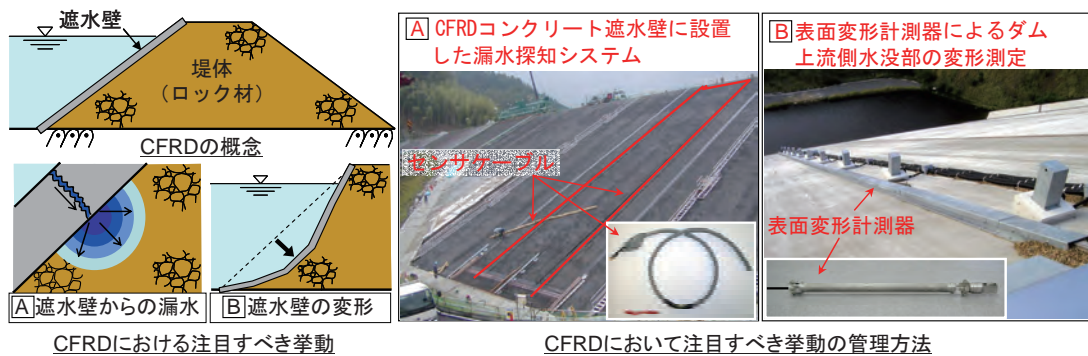 遮水壁
堤体
（ロック材）
CFRDの概念
A 遮水壁からの漏水
B 遮水壁の変形
CFRDにおける注目すべき挙動
A CFRDコンクリート遮水壁に設置
した漏水探知システム
センサケーブル
B 表面変形計測器によるダム
上流側水没部の変形測定
表面変形計測器
CFRDにおいて注目すべき挙動の管理方法